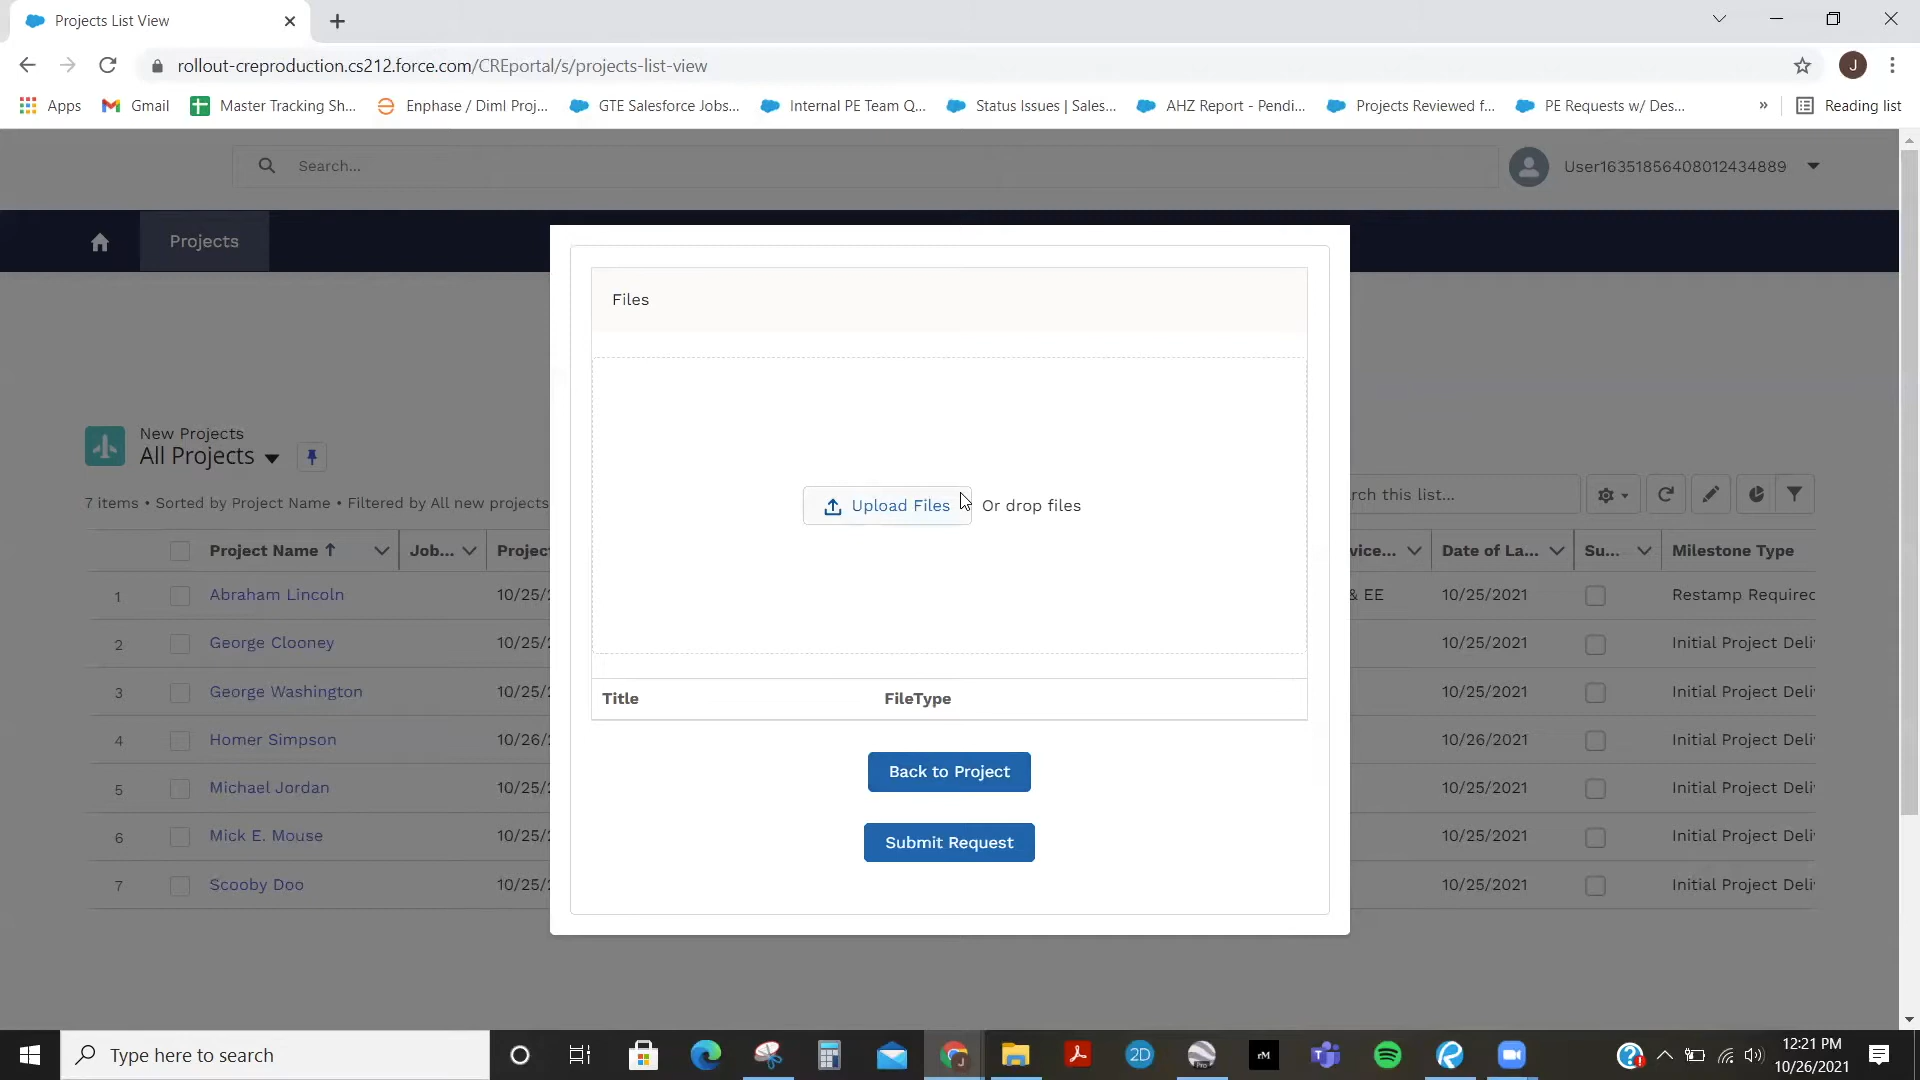 Projects List View
rollout-creproduction.cs212.force.com/CREportal/s/projects-list-view
J
Apps Gmail Master Tracking Sh... Enphase / Diml Proj... GTE Salesforce Jobs... Internal PE Team Q... Status Issues | Sales... AHZ Report - Pendi... Projects Reviewed f... PE Requests w/ Des... » Reading list
Search... User16351856408012434889
Projects
Files
New Projects
All Projects
7 items • Sorted by Project Name • Filtered by All new projects
rch this list...
Upload Files Or drop files
Project Name Job... Projec vice... Date of La... Su... Milestone Type
1 Abraham Lincoln 10/25/ & EE 10/25/2021 Restamp Required
2 George Clooney 10/25/ 10/25/2021 Initial Project Deli
3 George Washington 10/25/ 10/25/2021 Initial Project Deli
Title FileType
4 Homer Simpson 10/26/ 10/26/2021 Initial Project Deli
Back to Project
5 Michael Jordan 10/25/ 10/25/2021 Initial Project Deli
6 Mick E. Mouse 10/25/ 10/25/2021 Initial Project Deli
Submit Request
7 Scooby Doo 10/25/ 10/25/2021 Initial Project Deli
Type here to search
2D
Pro
rM
12:21 PM
10/26/2021